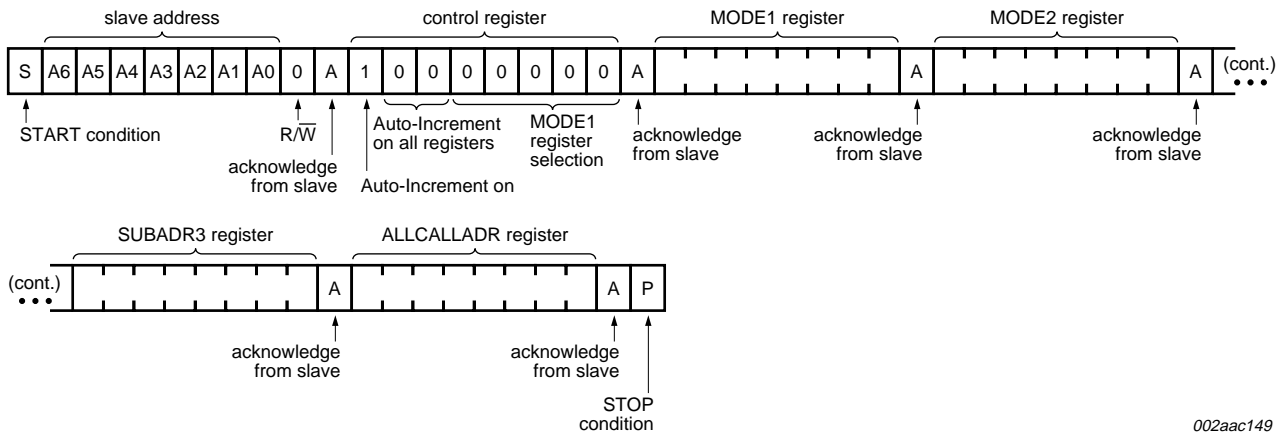 slave address control register MODE1 register MODE2 register
S A6 A5 A4 A3 A2 A1 A0 0 A 1 0 0 0 0 0 0 0 A A A (cont.)
START condition
R/W̅
acknowledge
from slave
Auto-Increment on
Auto-Increment
on all registers
MODE1
register
selection
acknowledge
from slave
acknowledge
from slave
acknowledge
from slave
SUBADR3 register ALLCALLADR register
(cont.) A A P
acknowledge
from slave
acknowledge
from slave
STOP
condition
002aac149